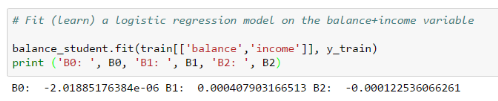 # Fit (learn) a logistic regression model on the balance+income variable
balance_student.fit(train[['balance','income']], y_train)
print ('B0: ', B0, 'B1: ', B1, 'B2: ', B2)
B0:  -2.01885176384e-06 B1:  0.000407903166513 B2:  -0.000122536066261